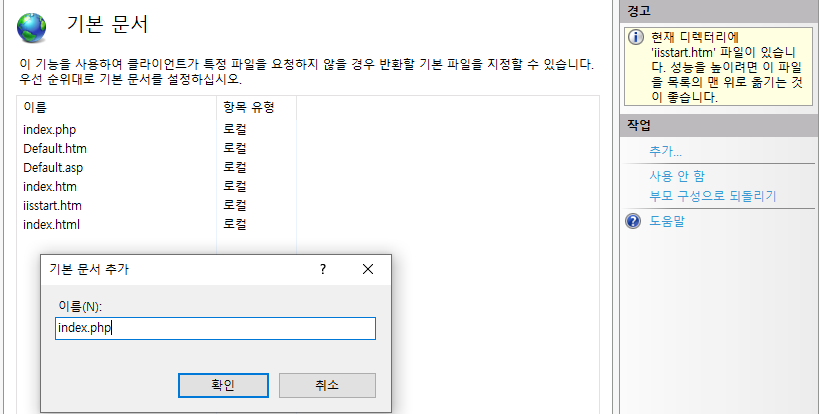 기본 문서
이 기능을 사용하여 클라이언트가 특정 파일을 요청하지 않을 경우 반환할 기본 파일을 지정할 수 있습니다.
우선 순위대로 기본 문서를 설정하십시오.
이름 항목 유형
index.php 로컬
Default.htm 로컬
Default.asp 로컬
index.htm 로컬
iisstart.htm 로컬
index.html 로컬
기본 문서 추가 ?
이름(N):
index.php
확인 취소
경고
현재 디렉터리에
'iisstart.htm' 파일이 있습니
다. 성능을 높이려면 이 파일
을 목록의 맨 위로 옮기는 것
이 좋습니다.
작업
추가...
사용 안 함
부모 구성으로 되돌리기
도움말